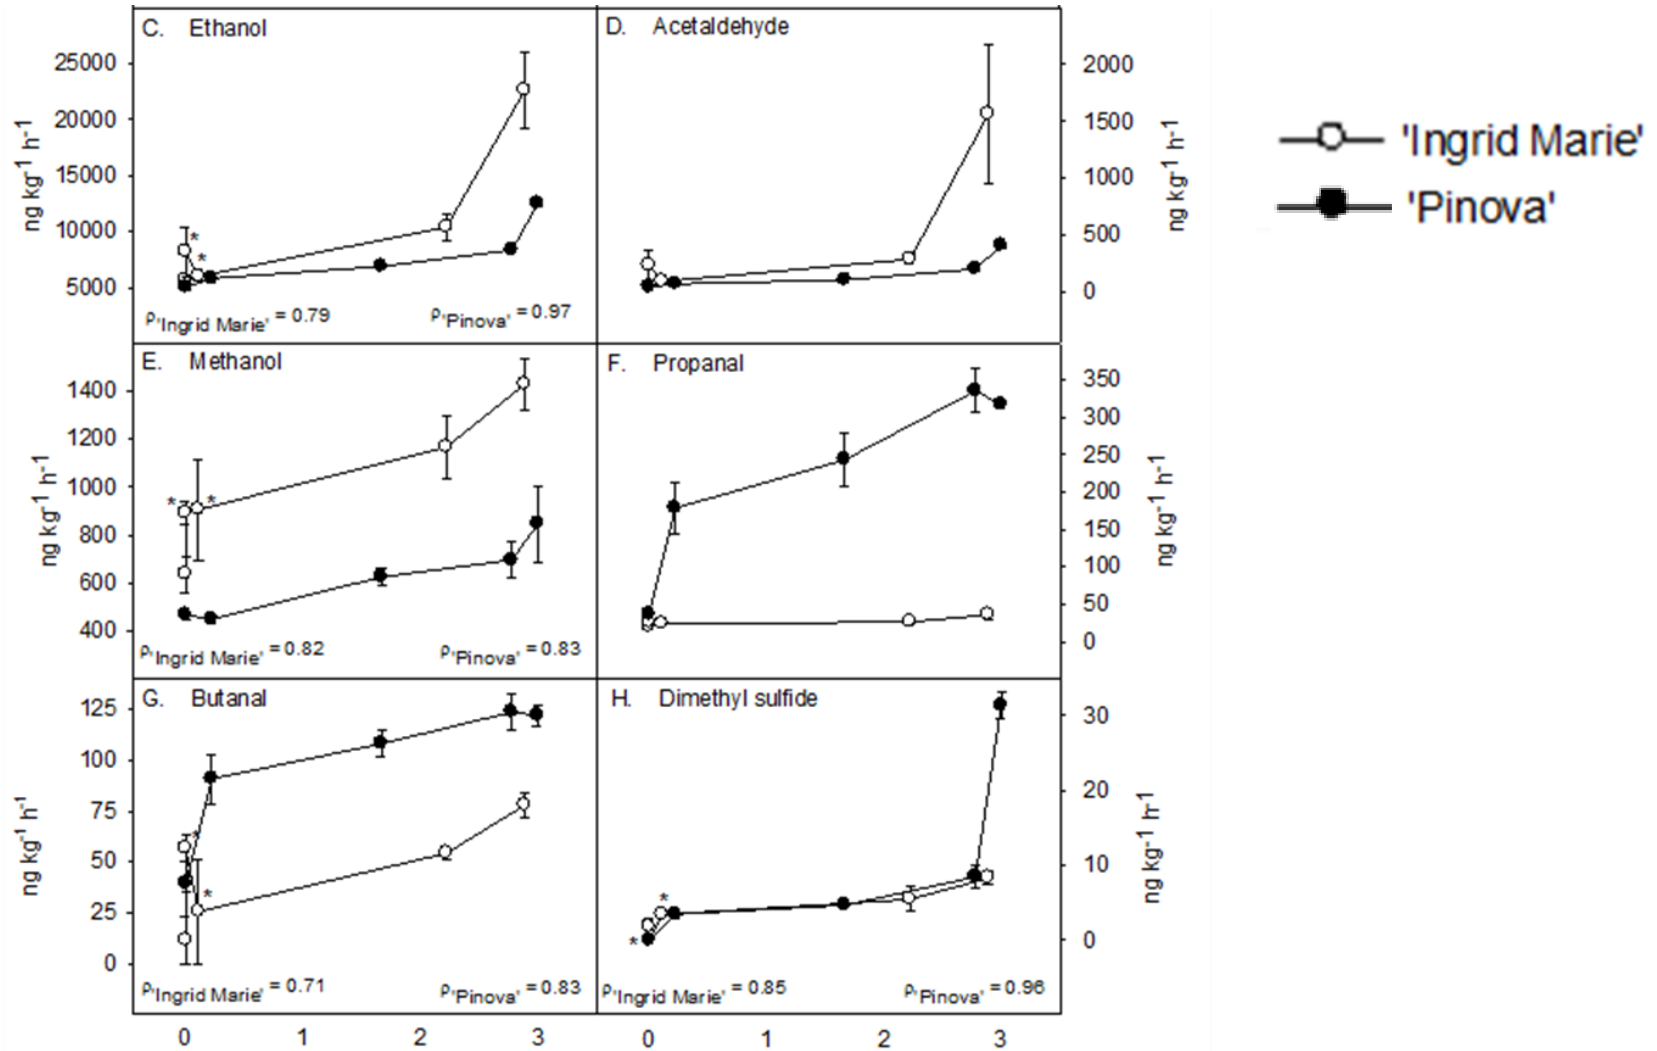 C. Ethanol
25000
20000
15000
10000
5000
ng kg-1 h-1
*
*
ρ'Ingrid Marie' = 0.79
ρ'Pinova' = 0.97
D. Acetaldehyde
2000
1500
1000
500
0
ng kg-1 h-1
'Ingrid Marie'
'Pinova'
E. Methanol
1400
1200
1000
800
600
400
ng kg-1 h-1
*
*
ρ'Ingrid Marie' = 0.82
ρ'Pinova' = 0.83
F. Propanal
350
300
250
200
150
100
50
0
ng kg-1 h-1
G. Butanal
125
100
75
50
25
0
ng kg-1 h-1
*
*
ρ'Ingrid Marie' = 0.71
ρ'Pinova' = 0.83
H. Dimethyl sulfide
30
20
10
0
ng kg-1 h-1
*
*
ρ'Ingrid Marie' = 0.85
ρ'Pinova' = 0.96
0 1 2 3
0 1 2 3